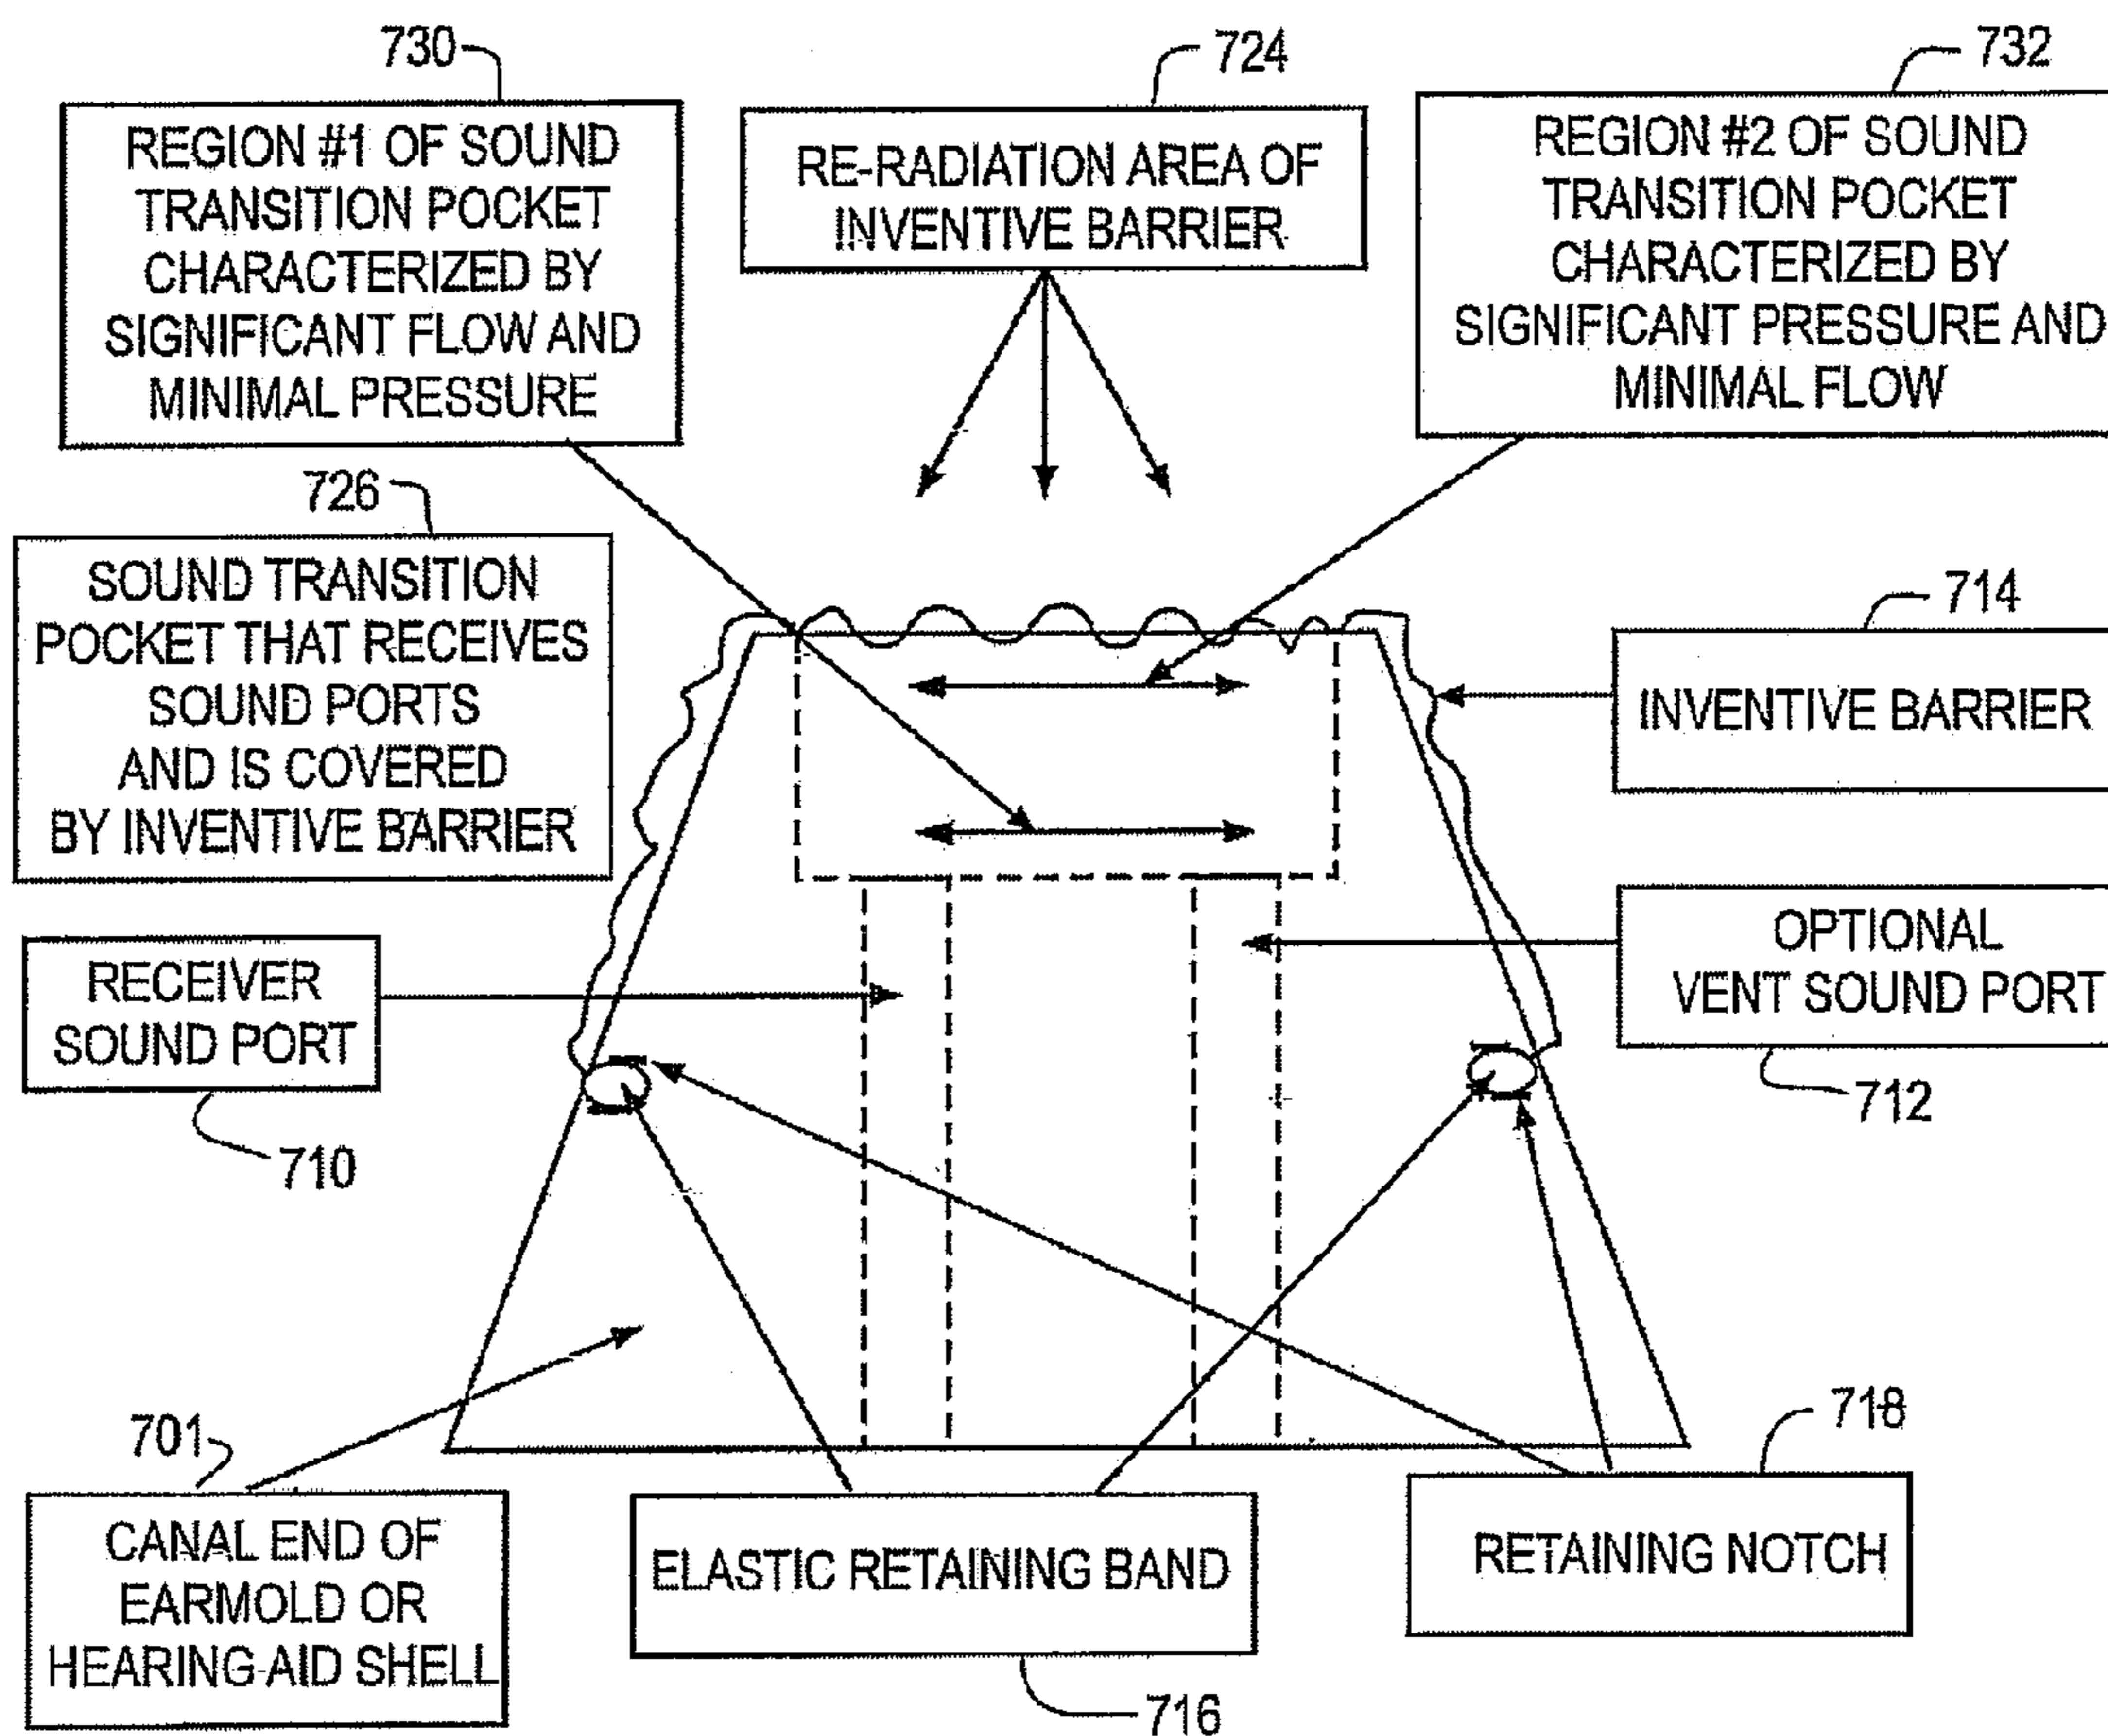 730
724
732
REGION #1 OF SOUND
TRANSITION POCKET
CHARACTERIZED BY
SIGNIFICANT FLOW AND
MINIMAL PRESSURE
RE-RADIATION AREA OF
INVENTIVE BARRIER
REGION #2 OF SOUND
TRANSITION POCKET
CHARACTERIZED BY
SIGNIFICANT PRESSURE AND
MINIMAL FLOW
726
SOUND TRANSITION
POCKET THAT RECEIVES
SOUND PORTS
AND IS COVERED
BY INVENTIVE BARRIER
714
INVENTIVE BARRIER
RECEIVER
SOUND PORT
710
OPTIONAL
VENT SOUND PORT
712
701
CANAL END OF
EARMOLD OR
HEARING AID SHELL
ELASTIC RETAINING BAND
716
718
RETAINING NOTCH